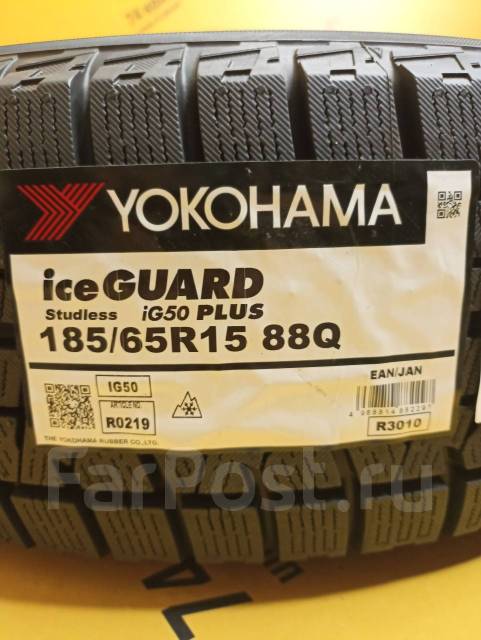 YOKOHAMA
iceGUARD
Studless iG50 PLUS
185/65R15 88Q
IG50
ARTICLE NO.
R0219
EAN/JAN
R3010
THE YOKOHAMA RUBBER CO., LTD.
FarPost.ru